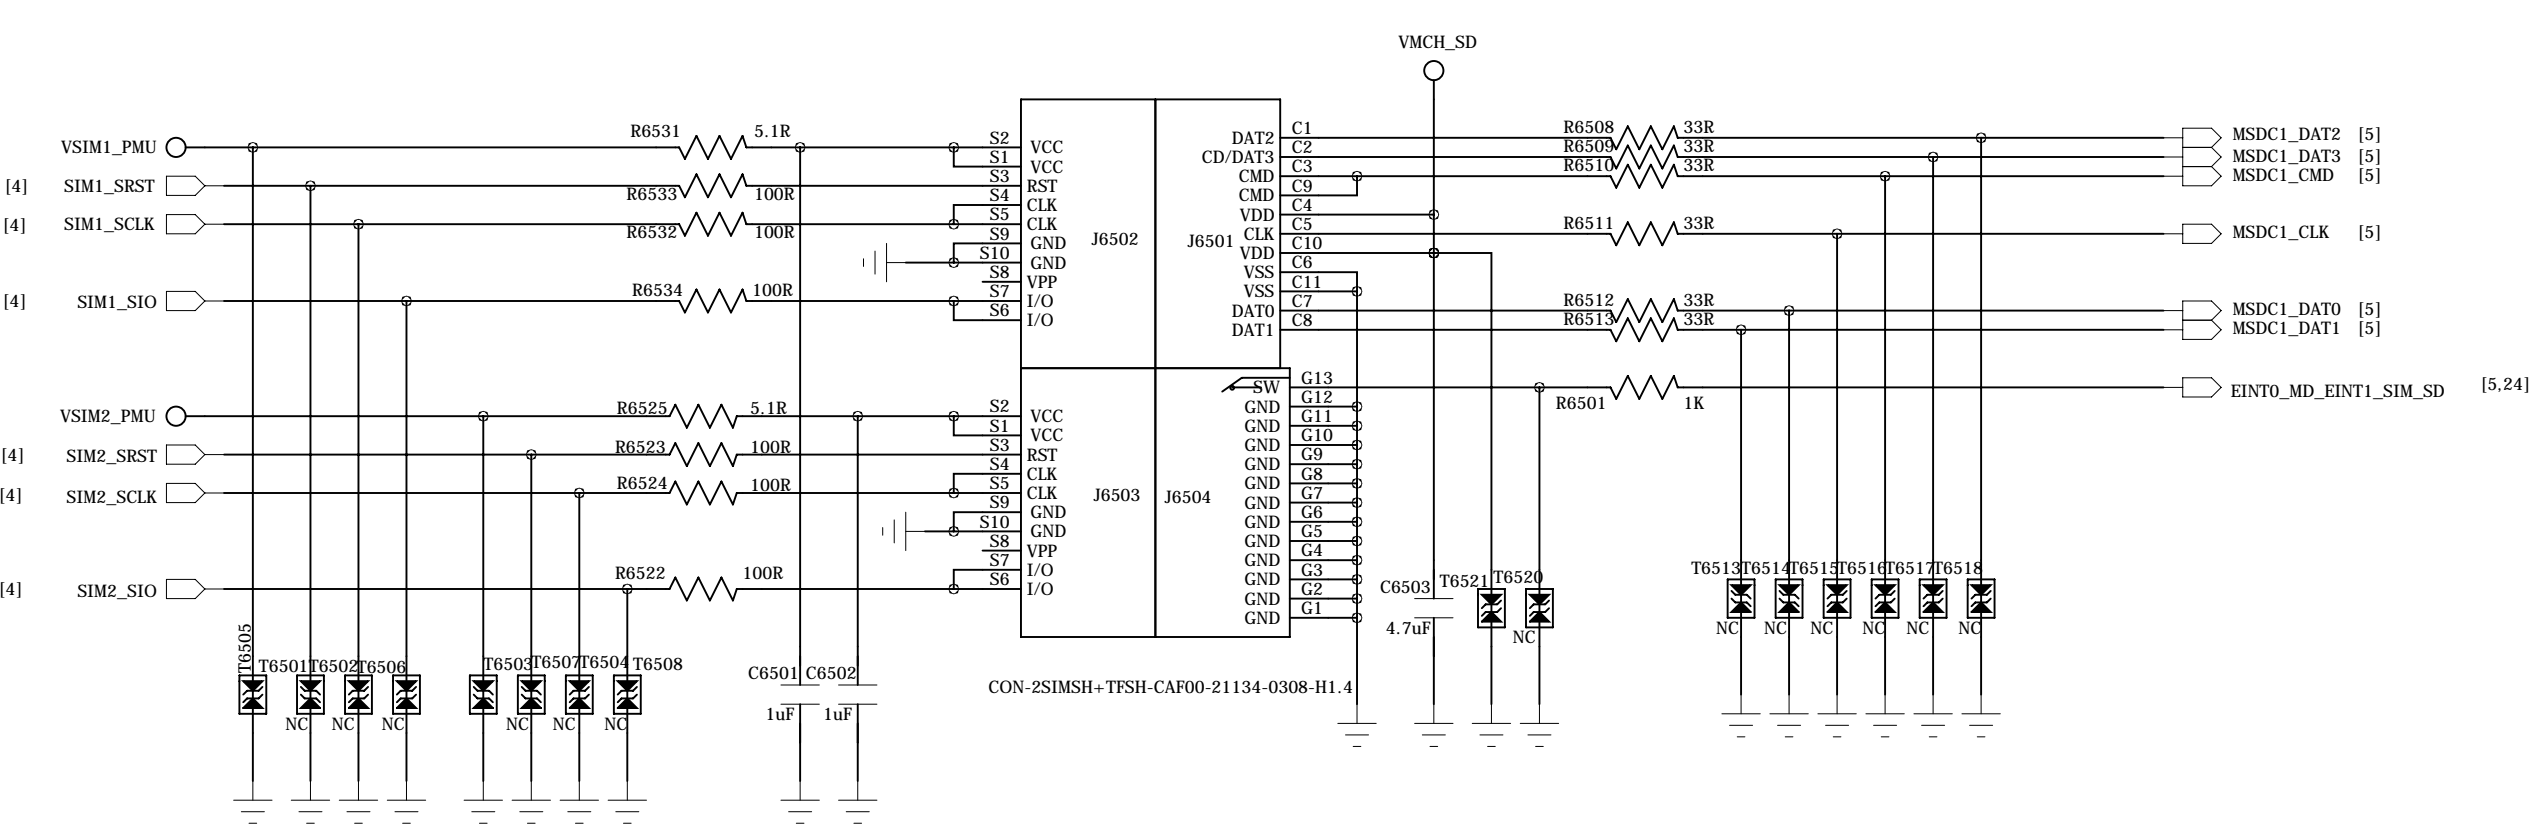 VMCH_SD
VSIM1_PMU R6531 5.1R S2 VCC
S1 VCC
[4] SIM1_SRST R6533 100R S3 RST
S4 CLK
[4] SIM1_SCLK R6532 100R S5 CLK
S9 GND
S10 GND
S8 VPP
[4] SIM1_SIO R6534 100R S7 I/O
S6 I/O
J6502
J6501
DAT2 C1 R6508 33R MSDC1_DAT2 [5]
CD/DAT3 C2 R6509 33R MSDC1_DAT3 [5]
CMD C3 R6510 33R MSDC1_CMD [5]
CMD C9
VDD C4
CLK C5 R6511 33R MSDC1_CLK [5]
VDD C10
VSS C6
VSS C11
DAT0 C7 R6512 33R MSDC1_DAT0 [5]
DAT1 C8 R6513 33R MSDC1_DAT1 [5]
VSIM2_PMU R6525 5.1R S2 VCC
S1 VCC
[4] SIM2_SRST R6523 100R S3 RST
S4 CLK
[4] SIM2_SCLK R6524 100R S5 CLK
S9 GND
S10 GND
S8 VPP
S7 I/O
[4] SIM2_SIO R6522 100R S6 I/O
J6503
J6504
SW G13 R6501 1K EINT0_MD_EINT1_SIM_SD [5,24]
GND G12
GND G11
GND G10
GND G9
GND G8
GND G7
GND G6
GND G5
GND G4
GND G3
GND G2
GND G1
C6503 T6521 T6520
4.7uF NC
T6513 T6514 T6515 T6516 T6517 T6518
NC NC NC NC NC NC
T6505 T6501 T6502 T6506 T6503 T6507 T6504 T6508
NC NC NC NC NC NC
C6501 C6502
1uF 1uF
CON-2SIMSH+TFSH-CAF00-21134-0308-H1.4